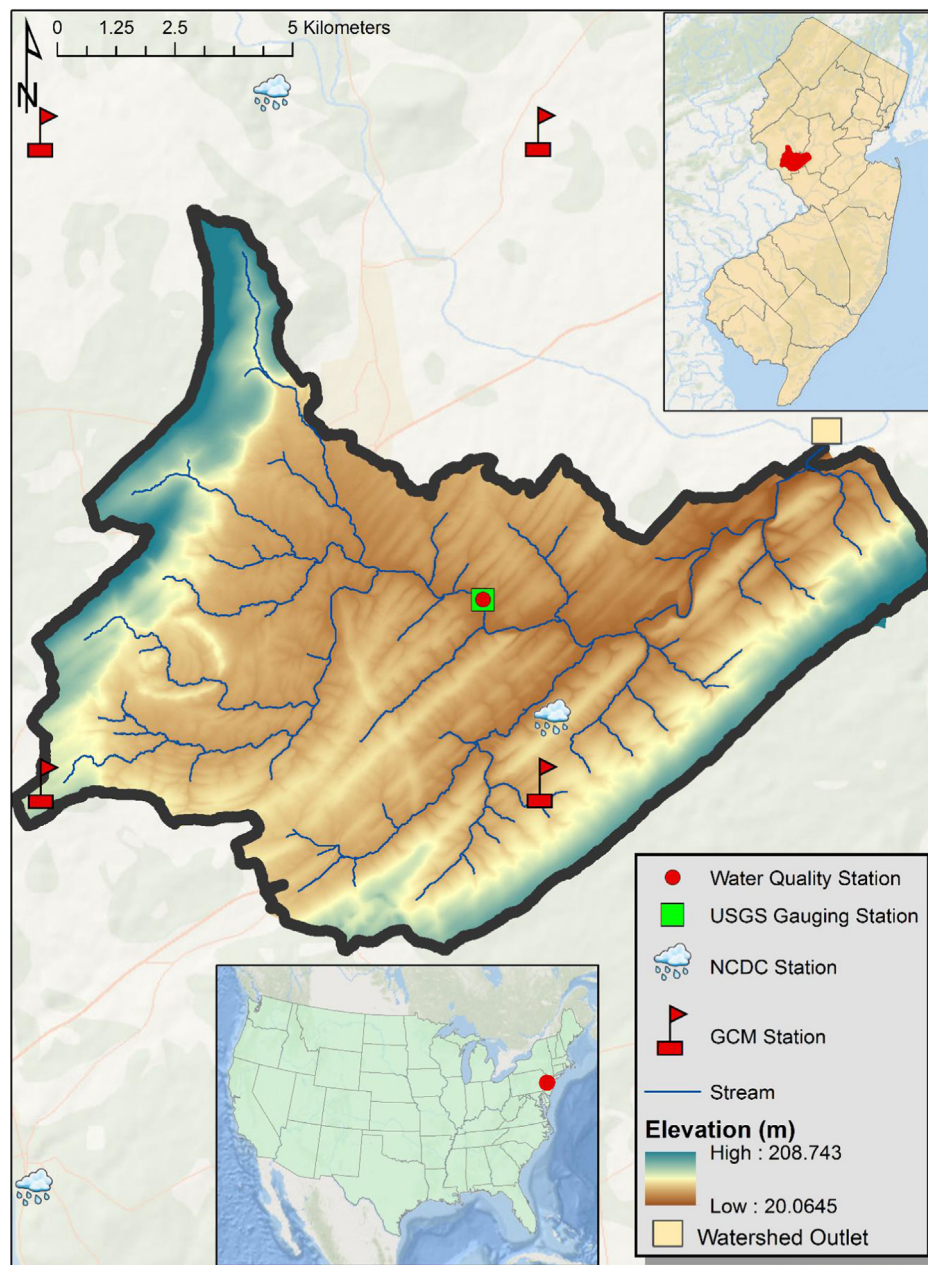 0 1.25 2.5 5 Kilometers
N
Water Quality Station
USGS Gauging Station
NCDC Station
GCM Station
Stream
Elevation (m)
High : 208.743
Low : 20.0645
Watershed Outlet